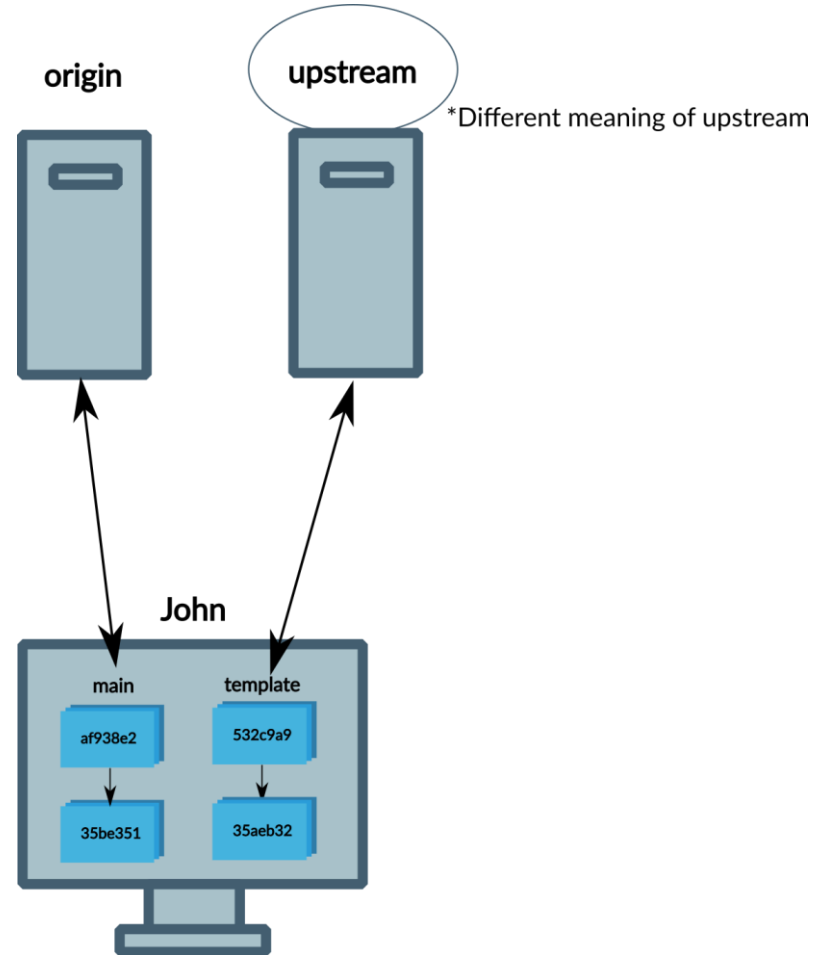 origin
upstream
*Different meaning of upstream
John
main
template
af938e2
532c9a9
35be351
35aeb32